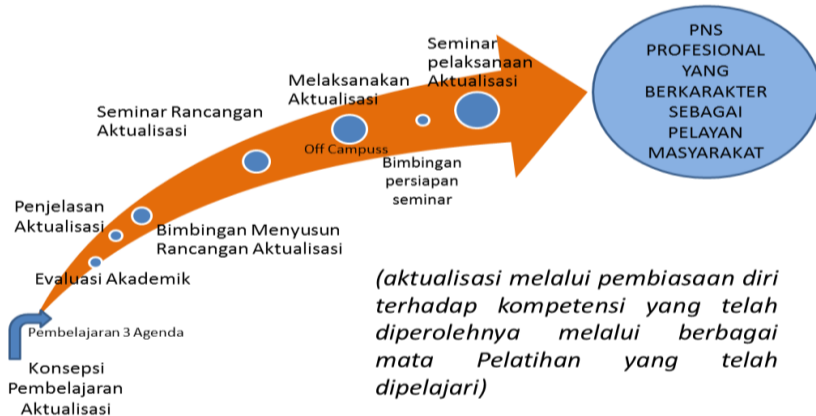 Konsepsi
Pembelajaran
Aktualisasi
Pembelajaran 3 Agenda
Evaluasi Akademik
Penjelasan
Aktualisasi
Bimbingan Menyusun
Rancangan Aktualisasi
Seminar Rancangan
Aktualisasi
Melaksanakan
Aktualisasi
Off Campuss
Bimbingan
persiapan
seminar
Seminar
pelaksanaan
Aktualisasi
PNS
PROFESIONAL
YANG
BERKARAKTER
SEBAGAI
PELAYAN
MASYARAKAT
(aktualisasi melalui pembiasaan diri
terhadap kompetensi yang telah
diperolehnya melalui berbagai
mata Pelatihan yang telah
dipelajari)